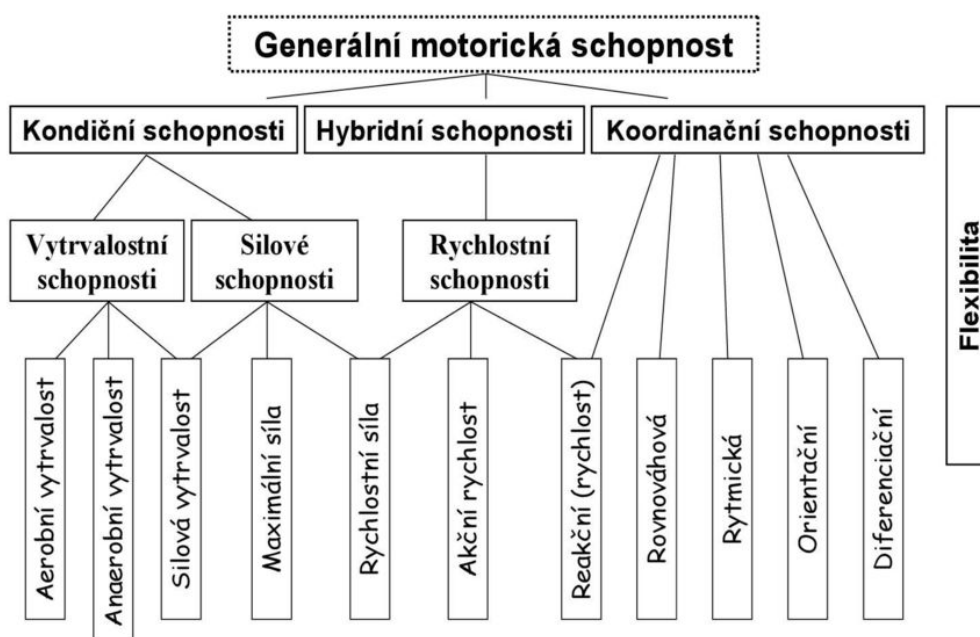 Generální motorická schopnost
Kondiční schopnosti
Hybridní schopnosti
Koordinační schopnosti
Flexibilita
Vytrvalostní
schopnosti
Silové
schopnosti
Rychlostní
schopnosti
Aerobní vytrvalost
Anaerobní vytrvalost
Silová vytrvalost
Maximální síla
Rychlostní síla
Akční rychlost
Reakční (rychlost)
Rovnováhová
Rytmická
Orientační
Diferenciační